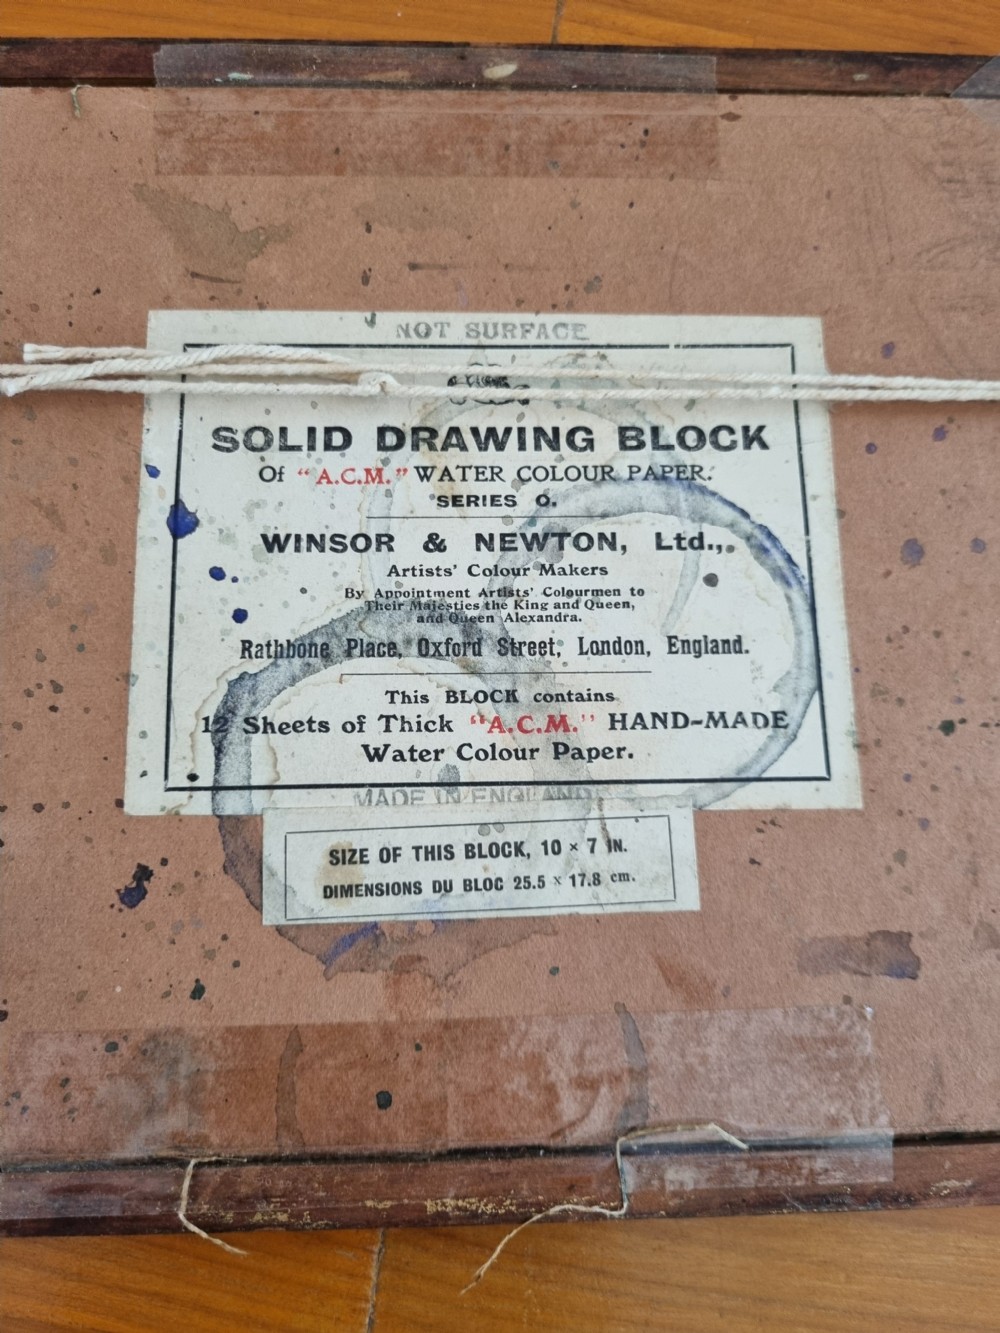 NOT SURFACE
SOLID DRAWING BLOCK
Of "A.C.M." WATER COLOUR PAPER.
SERIES O.
WINSOR & NEWTON, Ltd.,
Artists' Colour Makers
By Appointment Artists' Colourmen to
Their Majesties the King and Queen,
and Queen Alexandra.
Rathbone Place, Oxford Street, London, England.
This BLOCK contains
12 Sheets of Thick "A.C.M." HAND-MADE
Water Colour Paper.
MADE IN ENGLAND
SIZE OF THIS BLOCK, 10 × 7 IN.
DIMENSIONS DU BLOC 25.5 × 17.8 cm.